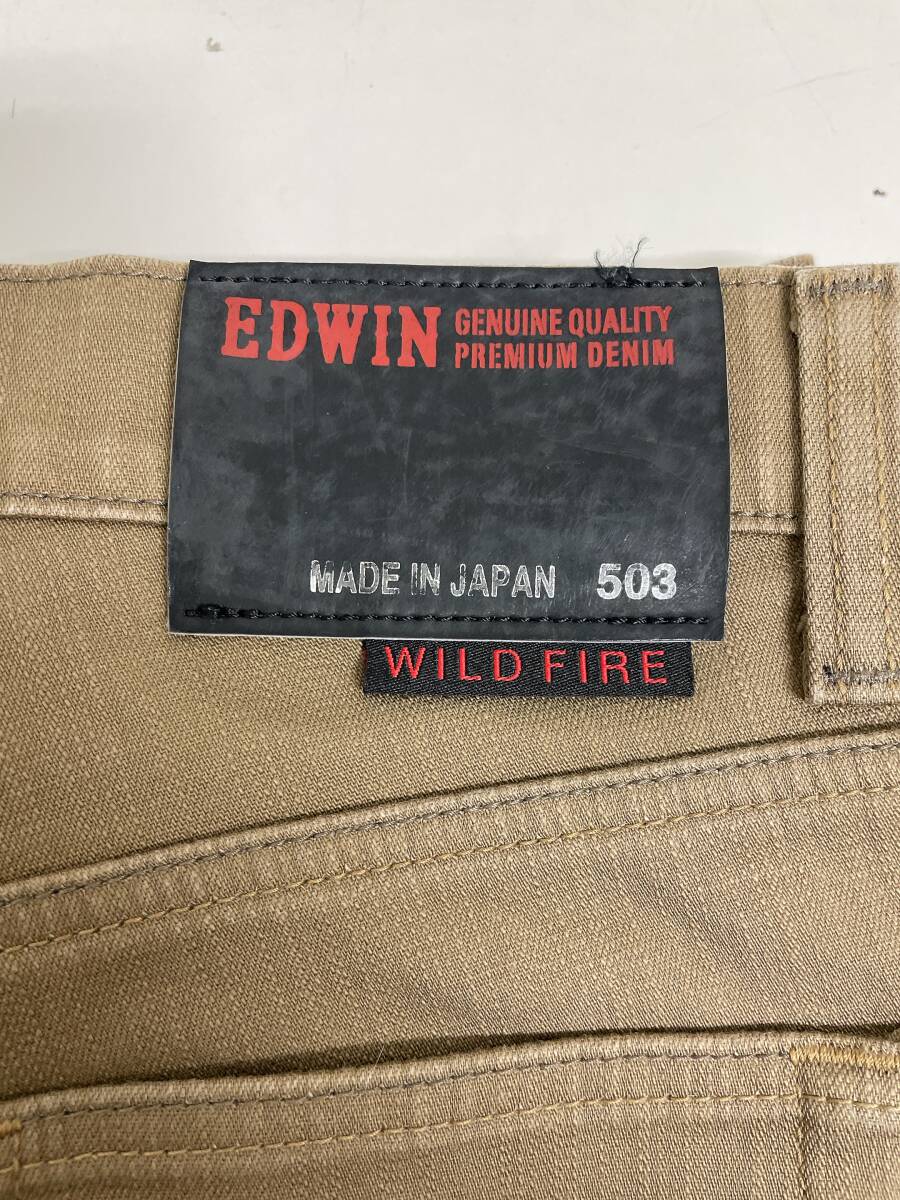 EDWIN GENUINE QUALITY
PREMIUM DENIM
MADE IN JAPAN 503
WILD FIRE